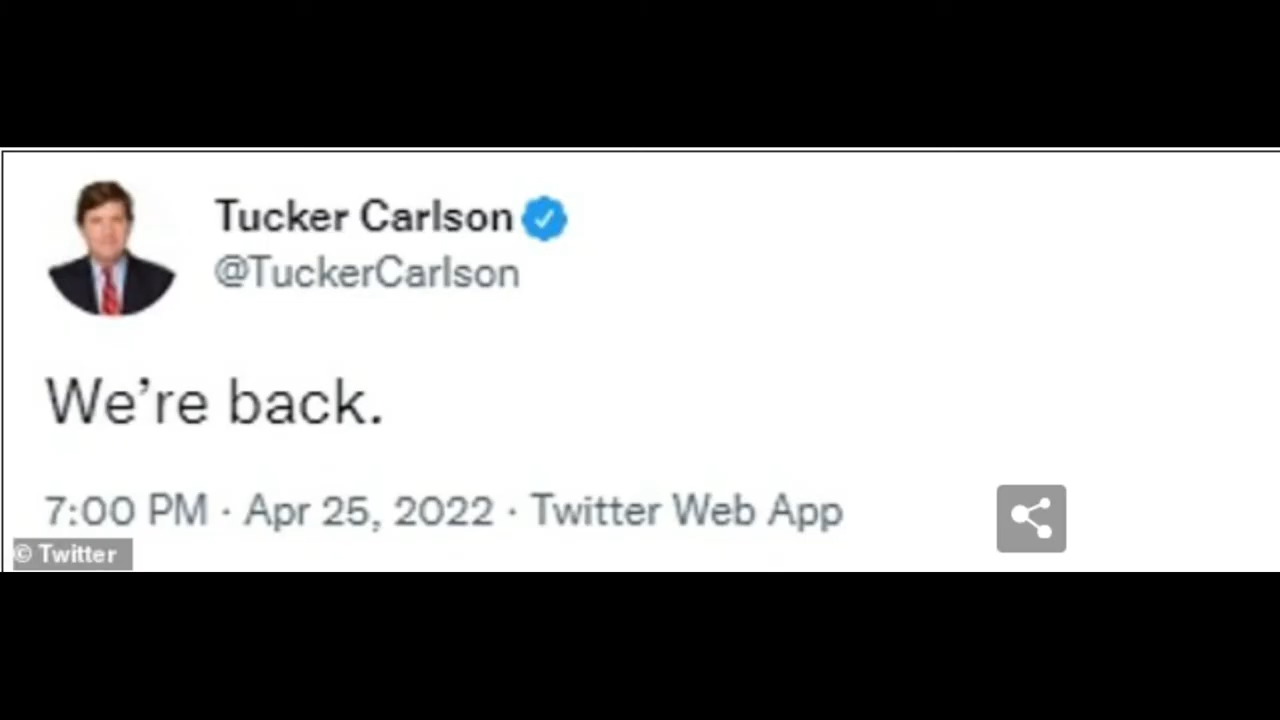 Tucker Carlson
@TuckerCarlson
We’re back.
7:00 PM · Apr 25, 2022 · Twitter Web App
© Twitter